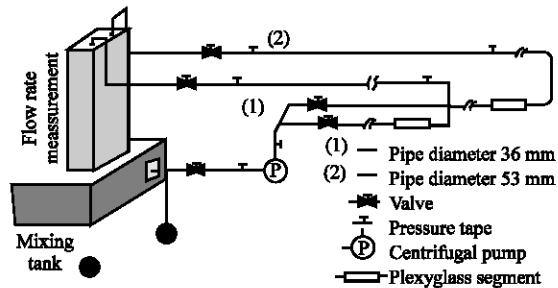 Flow rate
meassurement
(2)
(1)
P
Mixing
tank
(1) Pipe diameter 36 mm
(2) Pipe diameter 53 mm
Valve
Pressure tape
P Centrifugal pump
Plexyglass segment